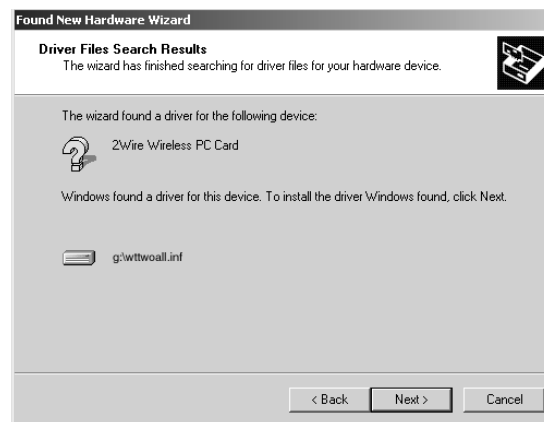 Found New Hardware Wizard
Driver Files Search Results
The wizard has finished searching for driver files for your hardware device.
The wizard found a driver for the following device:
2Wire Wireless PC Card
Windows found a driver for this device. To install the driver Windows found, click Next.
g:\wttwoall.inf
< Back
Next >
Cancel